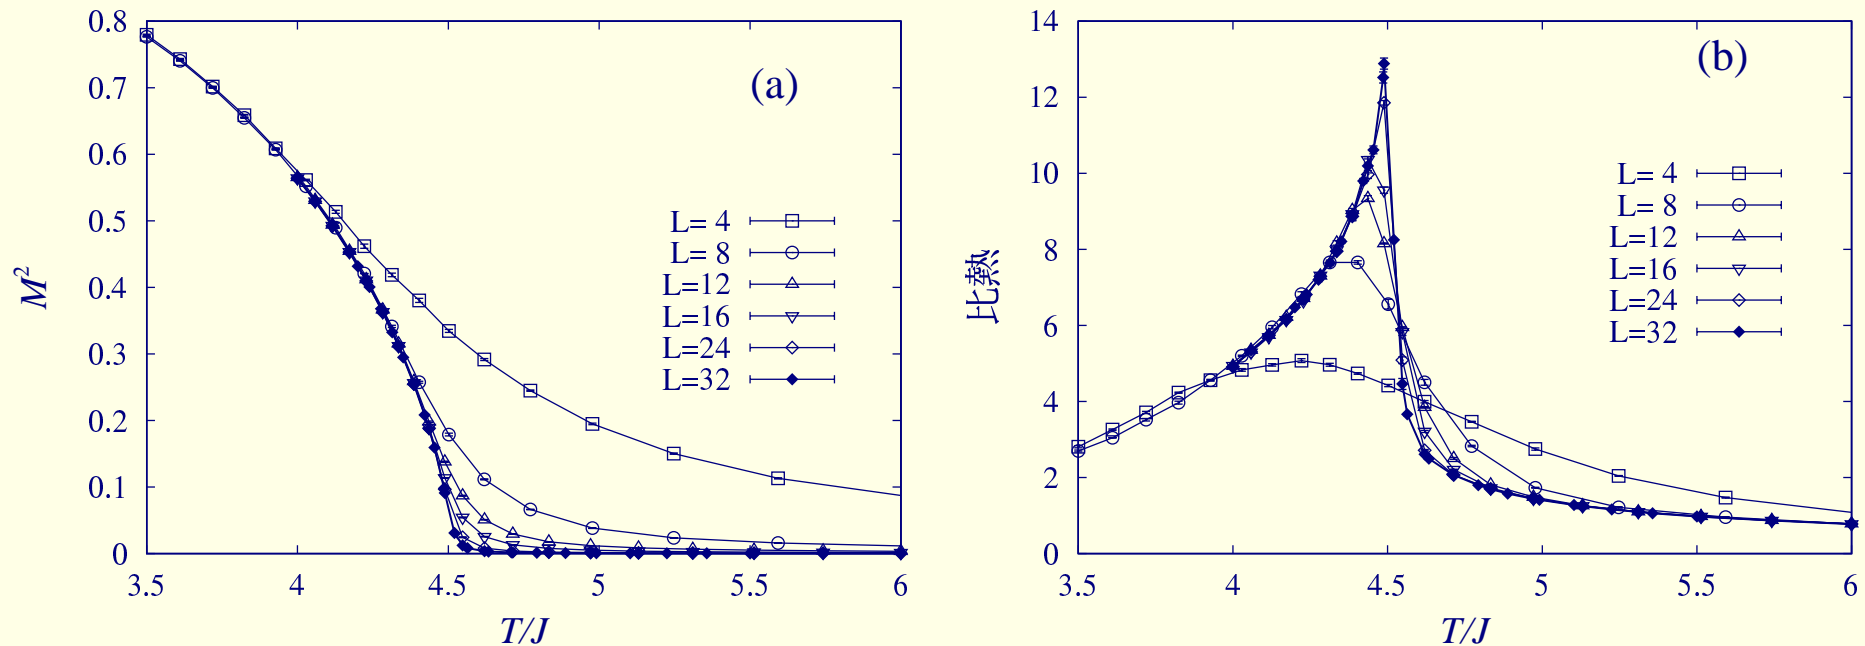 0.8
0.7
0.6
0.5
0.4
0.3
0.2
0.1
0
3.5 4 4.5 5 5.5 6
M²
T/J
(a)
L= 4
L= 8
L=12
L=16
L=24
L=32
14
12
10
8
6
4
2
0
3.5 4 4.5 5 5.5 6
比熱
T/J
(b)
L= 4
L= 8
L=12
L=16
L=24
L=32